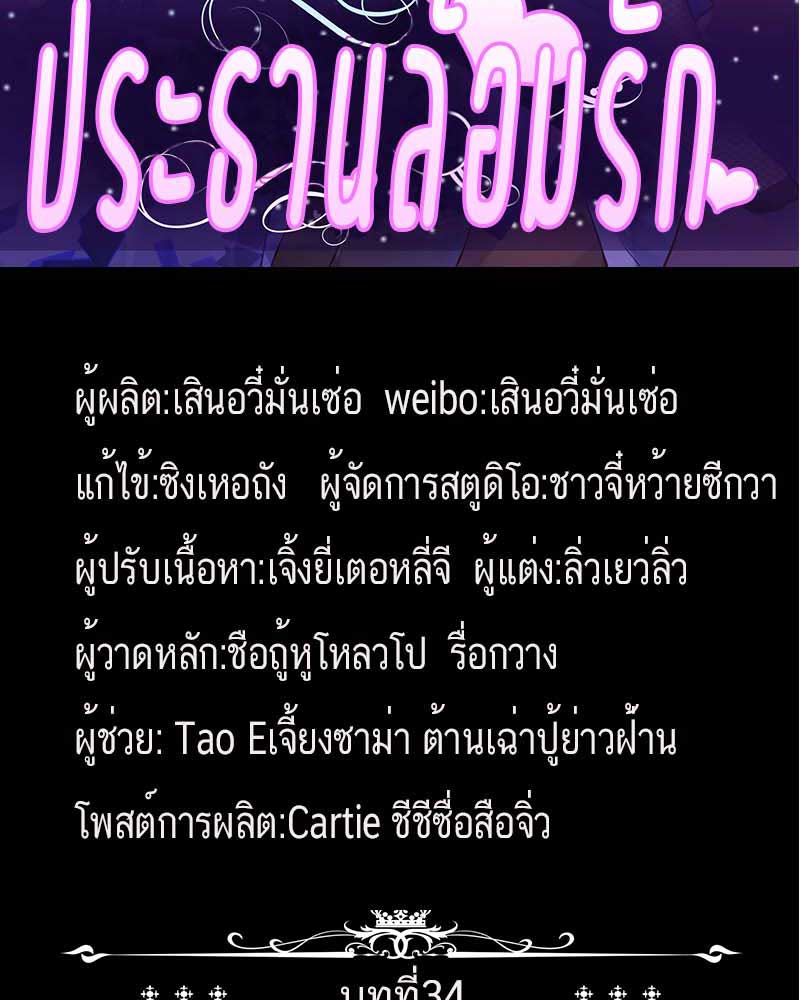 ประธานล้อมรัก
ผู้ผลิต:เสินอวี๋มั่นเซ่อ weibo:เสินอวี๋มั่นเซ่อ
แก้ไข้:ซิงเหอถัง ผู้จัดการสตูดิโอ:ชาวจี๋หว้ายซีกวา
ผู้ปรับเนื้อหา:เจิ้งยี่เตอหลี่จี ผู้แต่ง:ลิ่วเยว่ลิ่ว
ผู้วาดหลัก:ชือถู้หูโหลวโป รื่อกวาง
ผู้ช่วย: Tao Eเจี้ยงซาม่า ต้านเฉ่าปู้ย่าวฝ้าน
โพสต์การผลิต:Cartie ชีชีซื่อสือจิ่ว
บทที่34